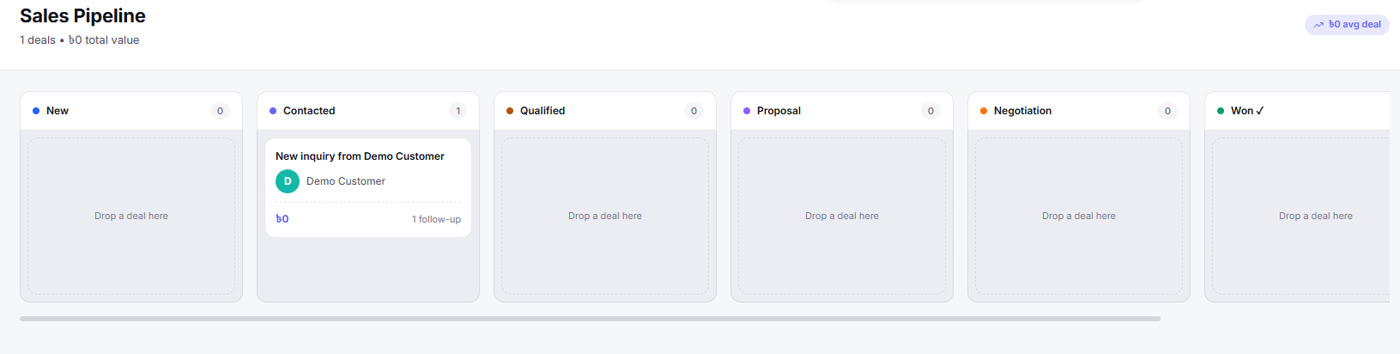 Sales Pipeline
1 deals • ৳0 total value
৳0 avg deal
New 0
Contacted 1
Qualified 0
Proposal 0
Negotiation 0
Won ✓
Drop a deal here
New inquiry from Demo Customer
D Demo Customer
৳0 1 follow-up
Drop a deal here
Drop a deal here
Drop a deal here
Drop a deal here